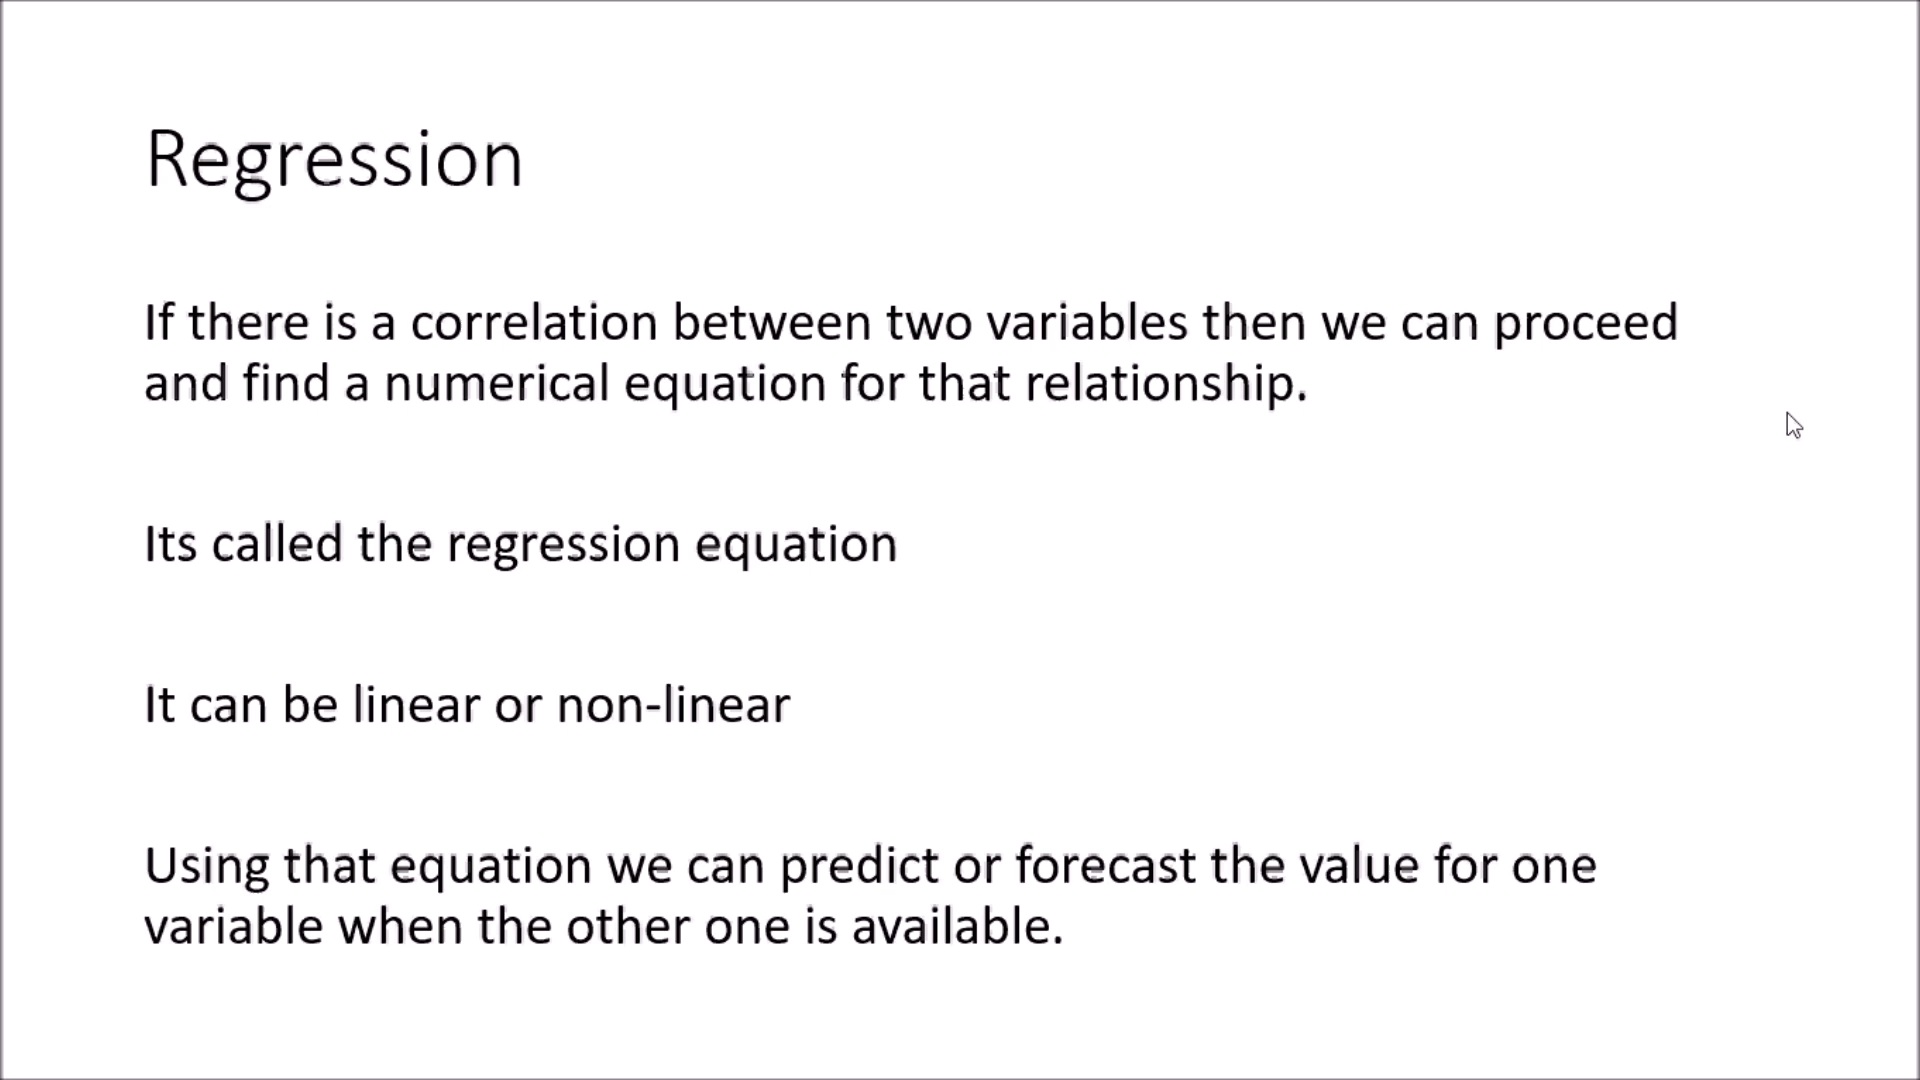 Regression
If there is a correlation between two variables then we can proceed
and find a numerical equation for that relationship.
Its called the regression equation
It can be linear or non-linear
Using that equation we can predict or forecast the value for one
variable when the other one is available.